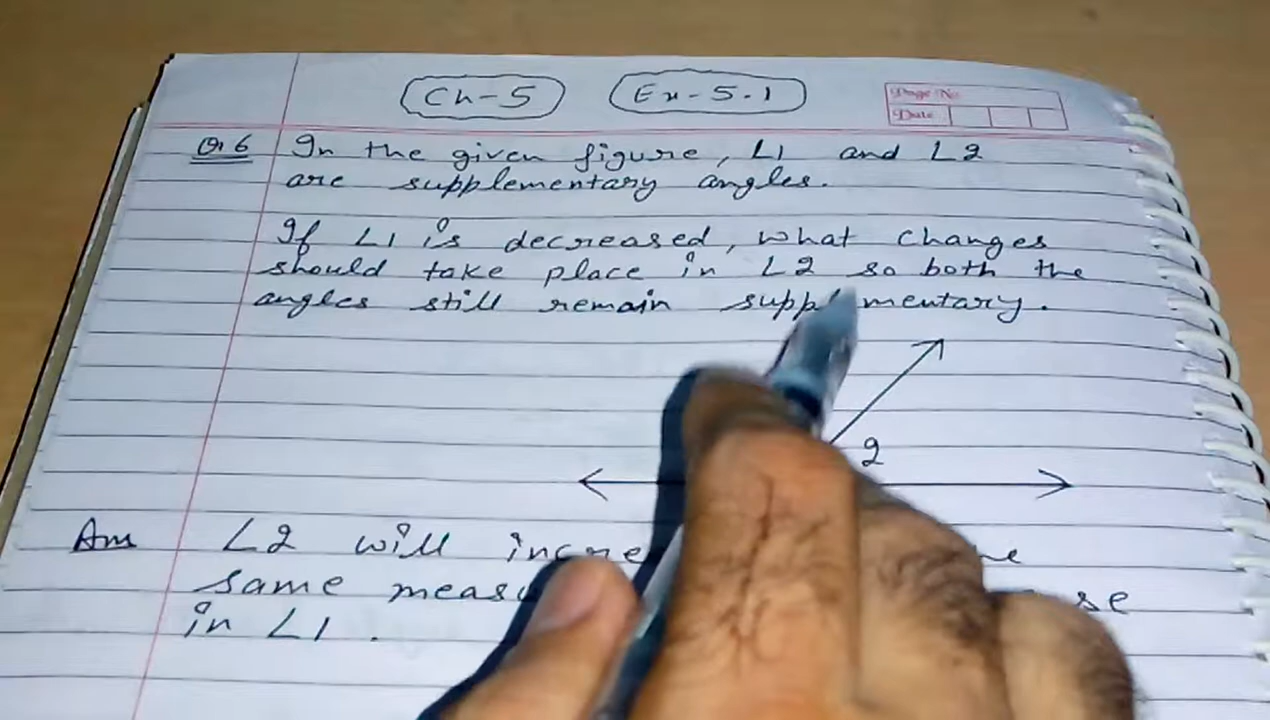 Ch-5 Ex-5.1
Page No.
Date
Q.6 In the given figure, ∠1 and ∠2
are supplementary angles.
If ∠1 is decreased, what changes
should take place in ∠2 so both the
angles still remain supplementary.
2
Ans ∠2 will
same
in ∠1.